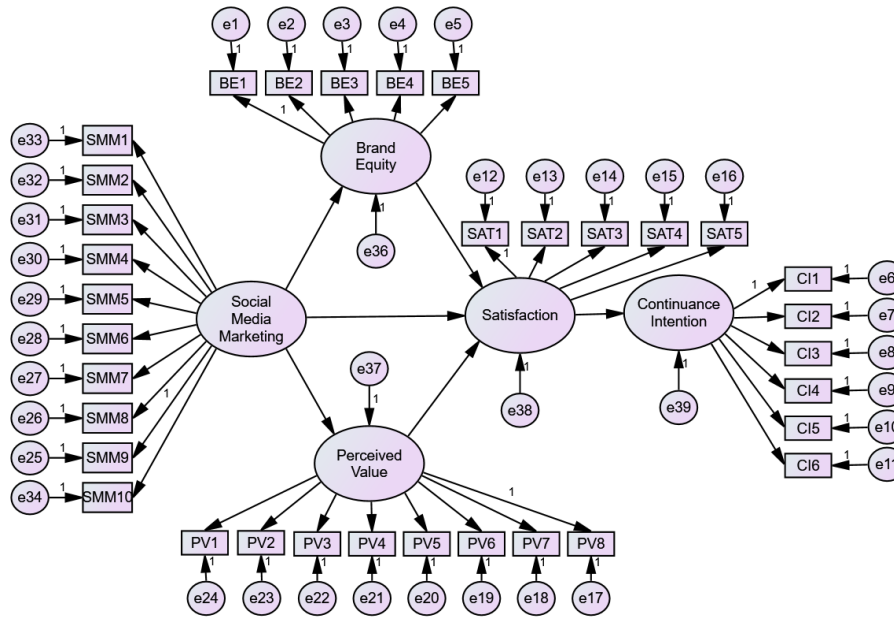 e1 e2 e3 e4 e5
1 1 1 1 1
BE1 BE2 BE3 BE4 BE5
1
Brand
Equity
1
e36
e33 1 SMM1
e32 1 SMM2
e31 1 SMM3
e30 1 SMM4
e29 1 SMM5
e28 1 SMM6
e27 1 SMM7
e26 1 SMM8
e25 1 SMM9
e34 1 SMM10
1
Social
Media
Marketing
e12 e13 e14 e15 e16
1 1 1 1 1
SAT1 SAT2 SAT3 SAT4 SAT5
1
Satisfaction
1
e38
Continuance
Intention
1
e39
1
CI1 1 e6
CI2 1 e7
CI3 1 e8
CI4 1 e9
CI5 1 e10
CI6 1 e11
e37
1
Perceived
Value
1
PV1 PV2 PV3 PV4 PV5 PV6 PV7 PV8
1 1 1 1 1 1 1 1
e24 e23 e22 e21 e20 e19 e18 e17